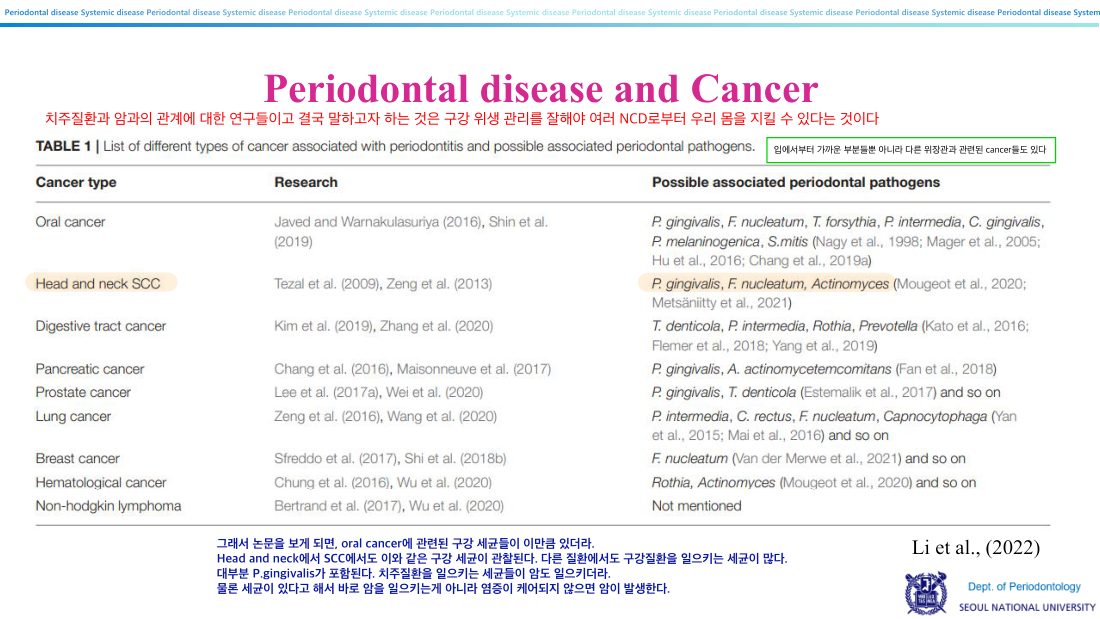 Periodontal disease Systemic disease Periodontal disease Systemic disease Periodontal disease Systemic disease Periodontal disease Systemic disease Periodontal disease Systemic disease Periodontal disease Systemic disease Periodontal disease Systemic disease Periodontal disease System
Periodontal disease and Cancer
치주질환과 암과의 관계에 대한 연구들이고 결국 말하고자 하는 것은 구강 위생 관리를 잘해야 여러 NCD로부터 우리 몸을 지킬 수 있다는 것이다
TABLE 1 | List of different types of cancer associated with periodontitis and possible associated periodontal pathogens.
입에서부터 가까운 부분들뿐 아니라 다른 위장관과 관련된 cancer들도 있다
Cancer type Research Possible associated periodontal pathogens
Oral cancer Javed and Warnakulasuriya (2016), Shin et al. P. gingivalis, F. nucleatum, T. forsythia, P. intermedia, C. gingivalis,
(2019) P. melaninogenica, S.mitis (Nagy et al., 1998; Mager et al., 2005;
Hu et al., 2016; Chang et al., 2019a)
Head and neck SCC Tezal et al. (2009), Zeng et al. (2013) P. gingivalis, F. nucleatum, Actinomyces (Mougeot et al., 2020;
Metsäniitty et al., 2021)
Digestive tract cancer Kim et al. (2019), Zhang et al. (2020) T. denticola, P. intermedia, Rothia, Prevotella (Kato et al., 2016;
Flemer et al., 2018; Yang et al., 2019)
Pancreatic cancer Chang et al. (2016), Maisonneuve et al. (2017) P. gingivalis, A. actinomycetemcomitans (Fan et al., 2018)
Prostate cancer Lee et al. (2017a), Wei et al. (2020) P. gingivalis, T. denticola (Estemalik et al., 2017) and so on
Lung cancer Zeng et al. (2016), Wang et al. (2020) P. intermedia, C. rectus, F. nucleatum, Capnocytophaga (Yan
et al., 2015; Mai et al., 2016) and so on
Breast cancer Sfreddo et al. (2017), Shi et al. (2018b) F. nucleatum (Van der Merwe et al., 2021) and so on
Hematological cancer Chung et al. (2016), Wu et al. (2020) Rothia, Actinomyces (Mougeot et al., 2020) and so on
Non-hodgkin lymphoma Bertrand et al. (2017), Wu et al. (2020) Not mentioned
그래서 논문을 보게 되면, oral cancer에 관련된 구강 세균들이 이만큼 있더라.
Head and neck에서 SCC에서도 이와 같은 구강 세균이 관찰된다. 다른 질환에서도 구강질환을 일으키는 세균이 많다.
대부분 P.gingivalis가 포함된다. 치주질환을 일으키는 세균들이 암도 일으키더라.
물론 세균이 있다고 해서 바로 암을 일으키는게 아니라 염증이 케어되지 않으면 암이 발생한다.
Li et al., (2022)
Dept. of Periodontology
SEOUL NATIONAL UNIVERSITY